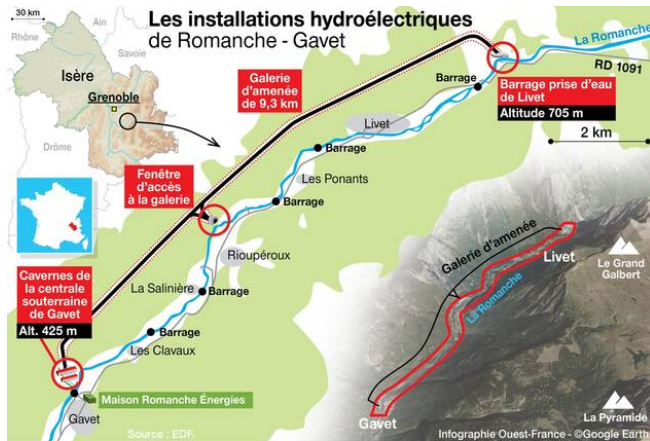 Les installations hydroélectriques
de Romanche - Gavet
30 km
Rhône
Ain
Savoie
Isère
Grenoble
Drôme
Galerie
d'amenée
de 9,3 km
La Romanche
RD 1091
Barrage
Barrage prise d'eau
de Livet
Altitude 705 m
2 km
Livet
Barrage
Fenêtre
d'accès
à la galerie
Les Ponants
Barrage
Rioupéroux
Cavernes de
la centrale
souterraine
de Gavet
Alt. 425 m
La Salinière
Barrage
Barrage
Les Clavaux
Maison Romanche Énergies
Gavet
Source : EDF.
Galerie d'amenée
Livet
La Romanche
Le Grand
Galbert
Gavet
La Pyramide
Infographie Ouest-France - ©Google Earth